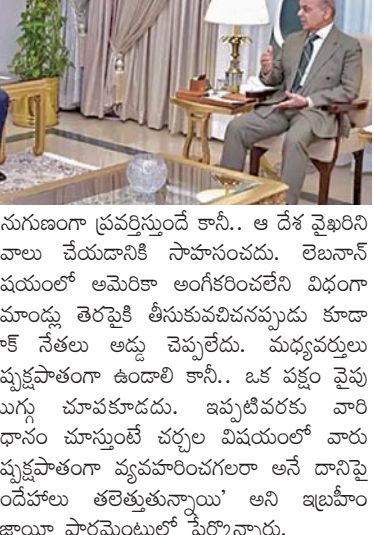 నుగుణంగా ప్రవర్తిస్తుందే కానీ.. ఆ దేశ వైఖరిని
వాలు చేయడానికి సాహసంచదు. లెబనాన్
షయంలో అమెరికా అంగీకరించలేని విధంగా
మాండ్లు తెరపైకి తీసుకువచిచనప్పుడు కూడా
క్ నేతలు అడ్డు చెప్పలేదు. మధ్యవర్తులు
ష్పక్షపాతంగా ఉండాలి కానీ.. ఒక పక్షం వైపు
గ్గు చూపకూడదు. ఇప్పటివరకు వారి
ధానం చూస్తుంటే చర్చల విషయంలో వారు
ష్పక్షపాతంగా వ్యవహరించగలరా అనే దానిపై
ందేహాలు తలెత్తుతున్నాయి’ అని ఇబ్రహీం
జాయీ పార్లమెంటులో పేర్కొన్నారు.